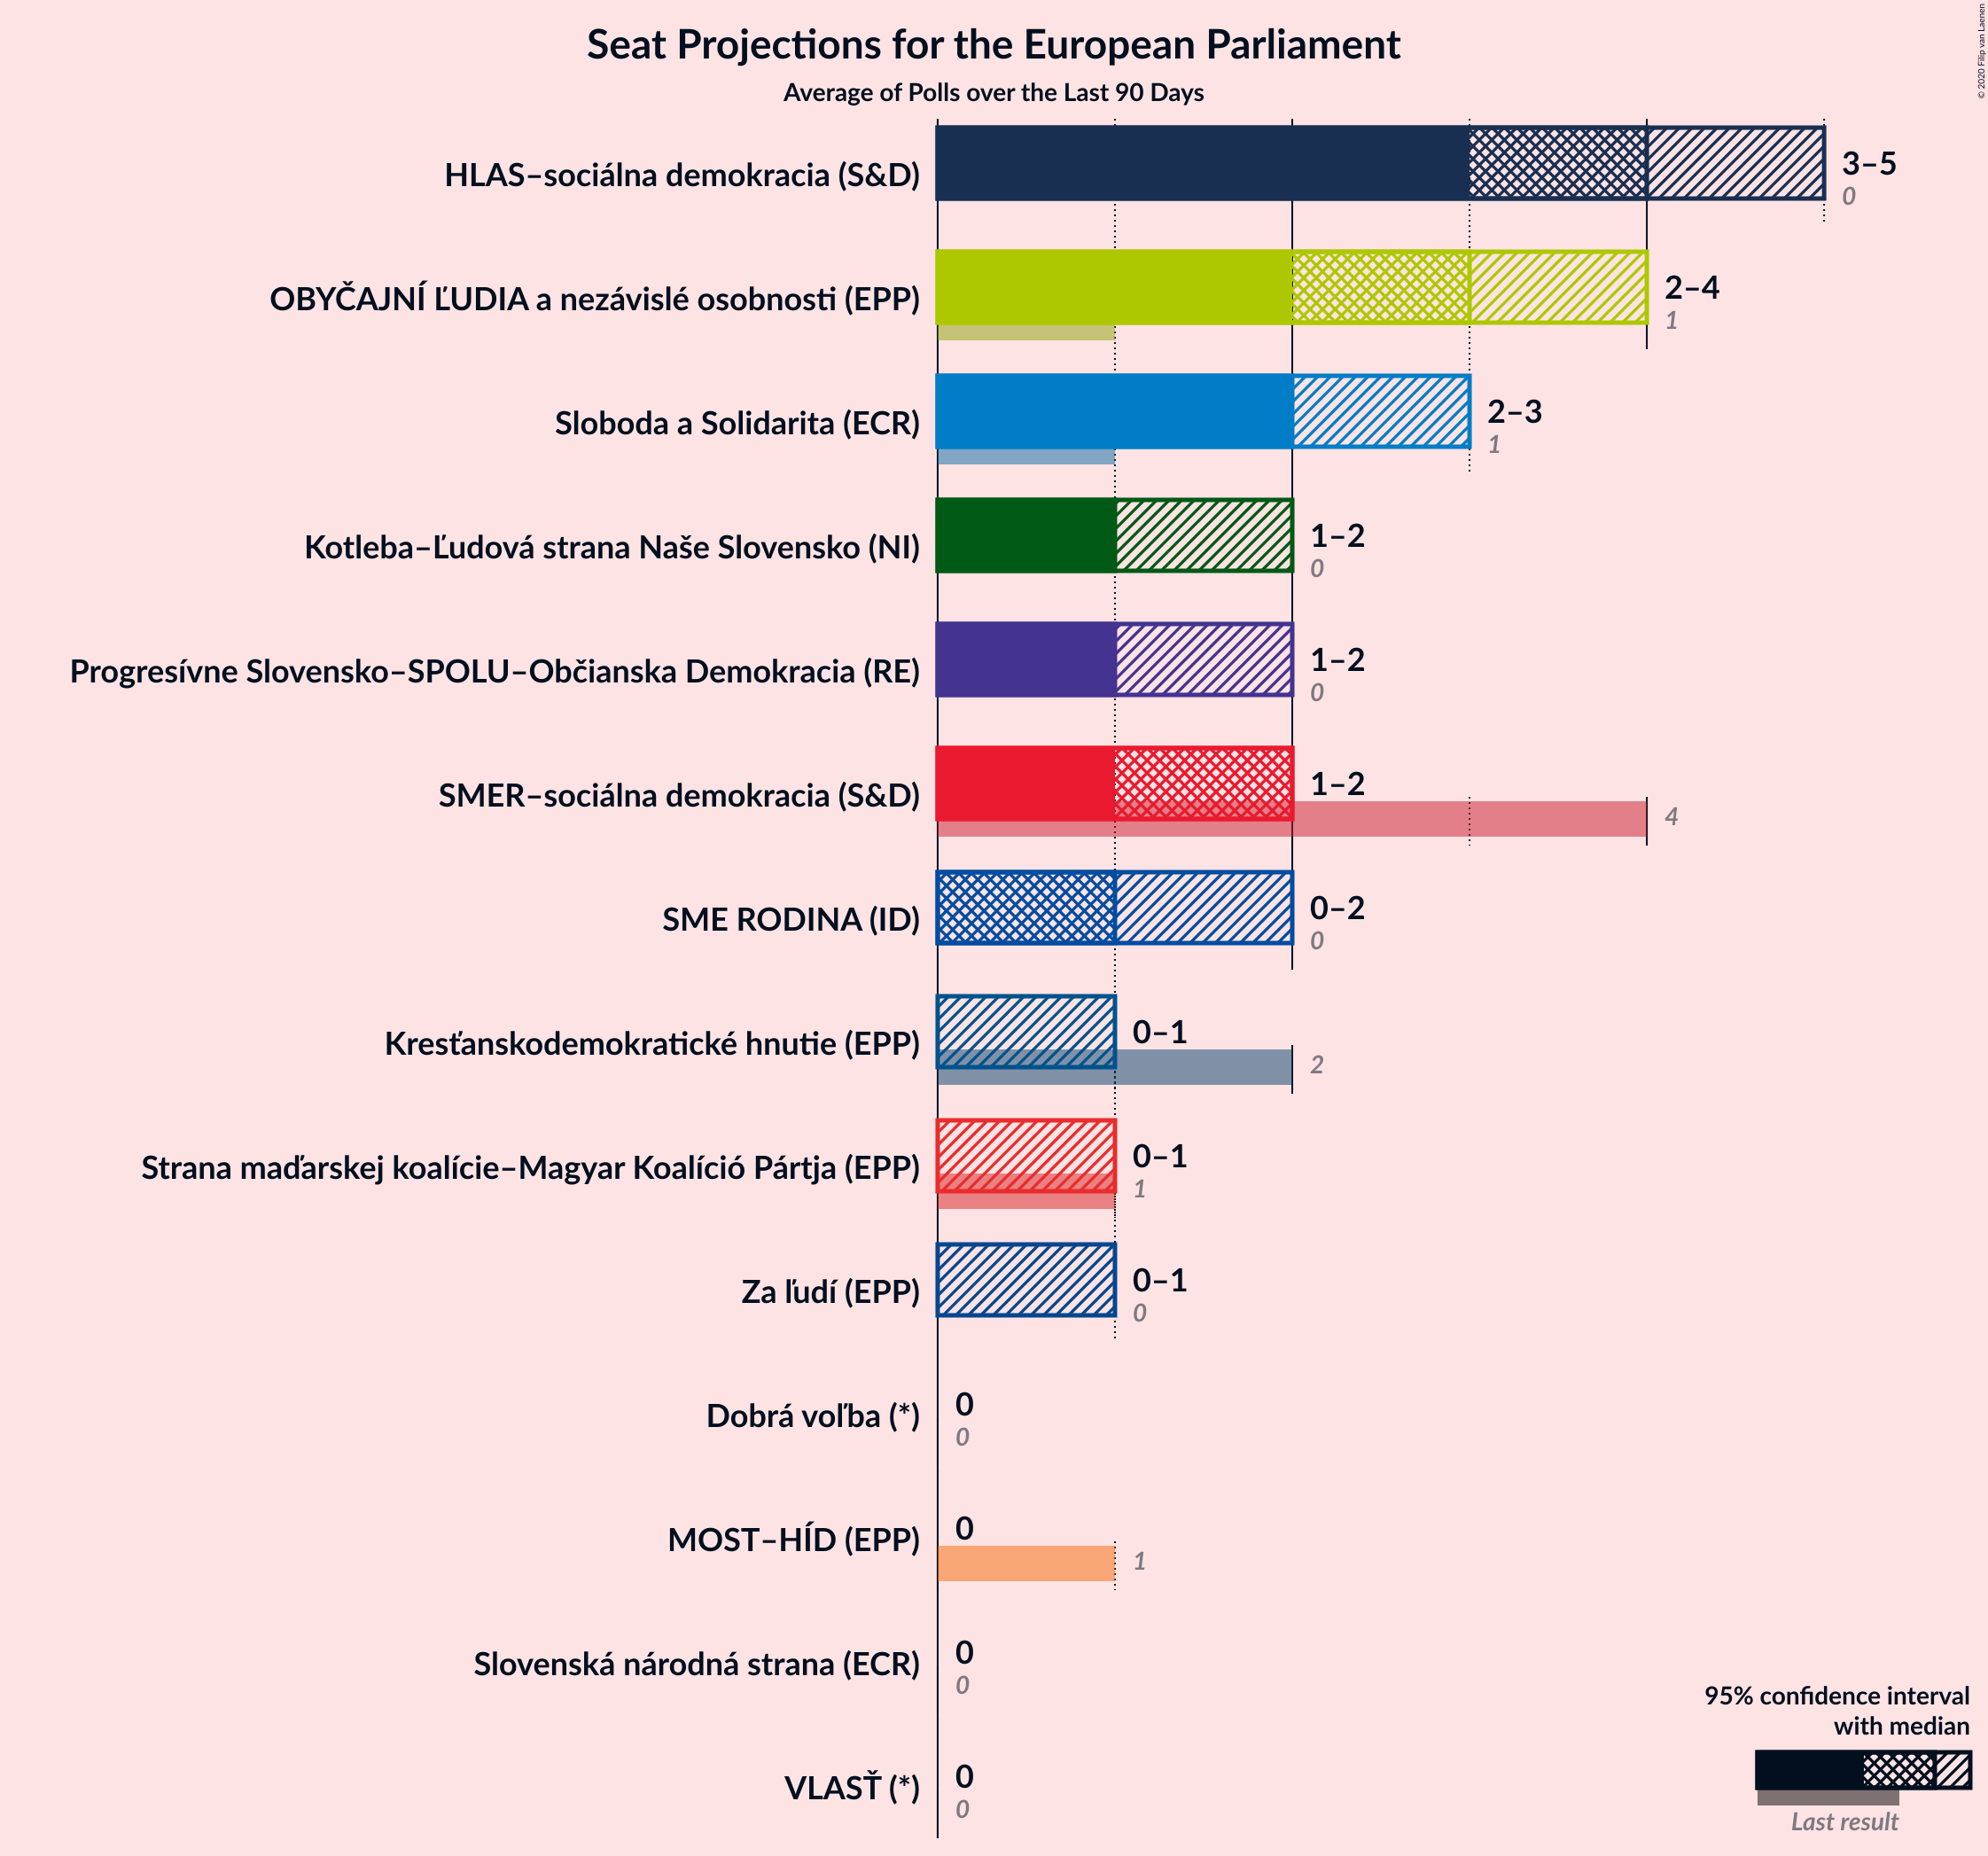 Seat Projections for the European Parliament
Average of Polls over the Last 90 Days
© 2020 Filip van Laenen
HLAS–sociálna demokracia (S&D)
3–5
0
OBYČAJNÍ ĽUDIA a nezávislé osobnosti (EPP)
2–4
1
Sloboda a Solidarita (ECR)
2–3
1
Kotleba–Ľudová strana Naše Slovensko (NI)
1–2
0
Progresívne Slovensko–SPOLU–Občianska Demokracia (RE)
1–2
0
SMER–sociálna demokracia (S&D)
1–2
4
SME RODINA (ID)
0–2
0
Kresťanskodemokratické hnutie (EPP)
0–1
2
Strana maďarskej koalície–Magyar Koalíció Pártja (EPP)
0–1
1
Za ľudí (EPP)
0–1
0
Dobrá voľba (*)
0
0
MOST–HÍD (EPP)
0
1
Slovenská národná strana (ECR)
0
0
VLASŤ (*)
0
0
95% confidence interval
with median
Last result